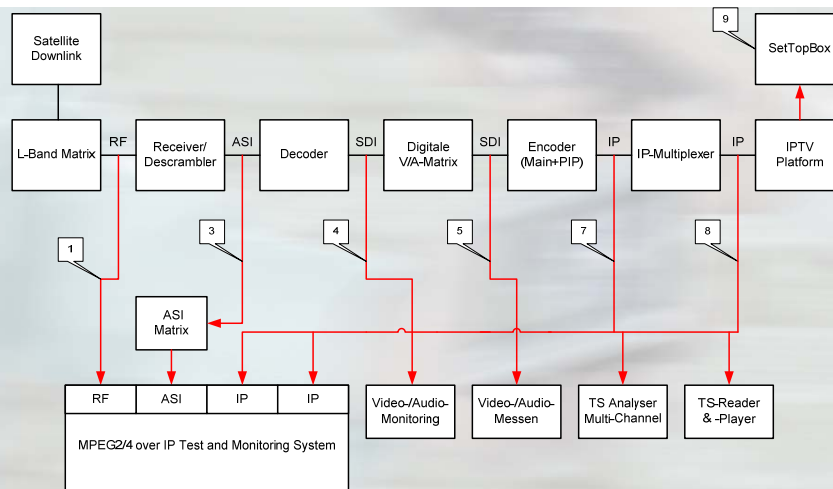 9
Satellite
Downlink
SetTopBox
RF
ASI
SDI
SDI
IP
IP
L-Band Matrix
Receiver/
Descrambler
Decoder
Digitale
V/A-Matrix
Encoder
(Main+PIP)
IP-Multiplexer
IPTV
Platform
1
3
4
5
7
8
ASI
Matrix
RF
ASI
IP
IP
MPEG2/4 over IP Test and Monitoring System
Video-/Audio-
Monitoring
Video-/Audio-
Messen
TS Analyser
Multi-Channel
TS-Reader
& -Player